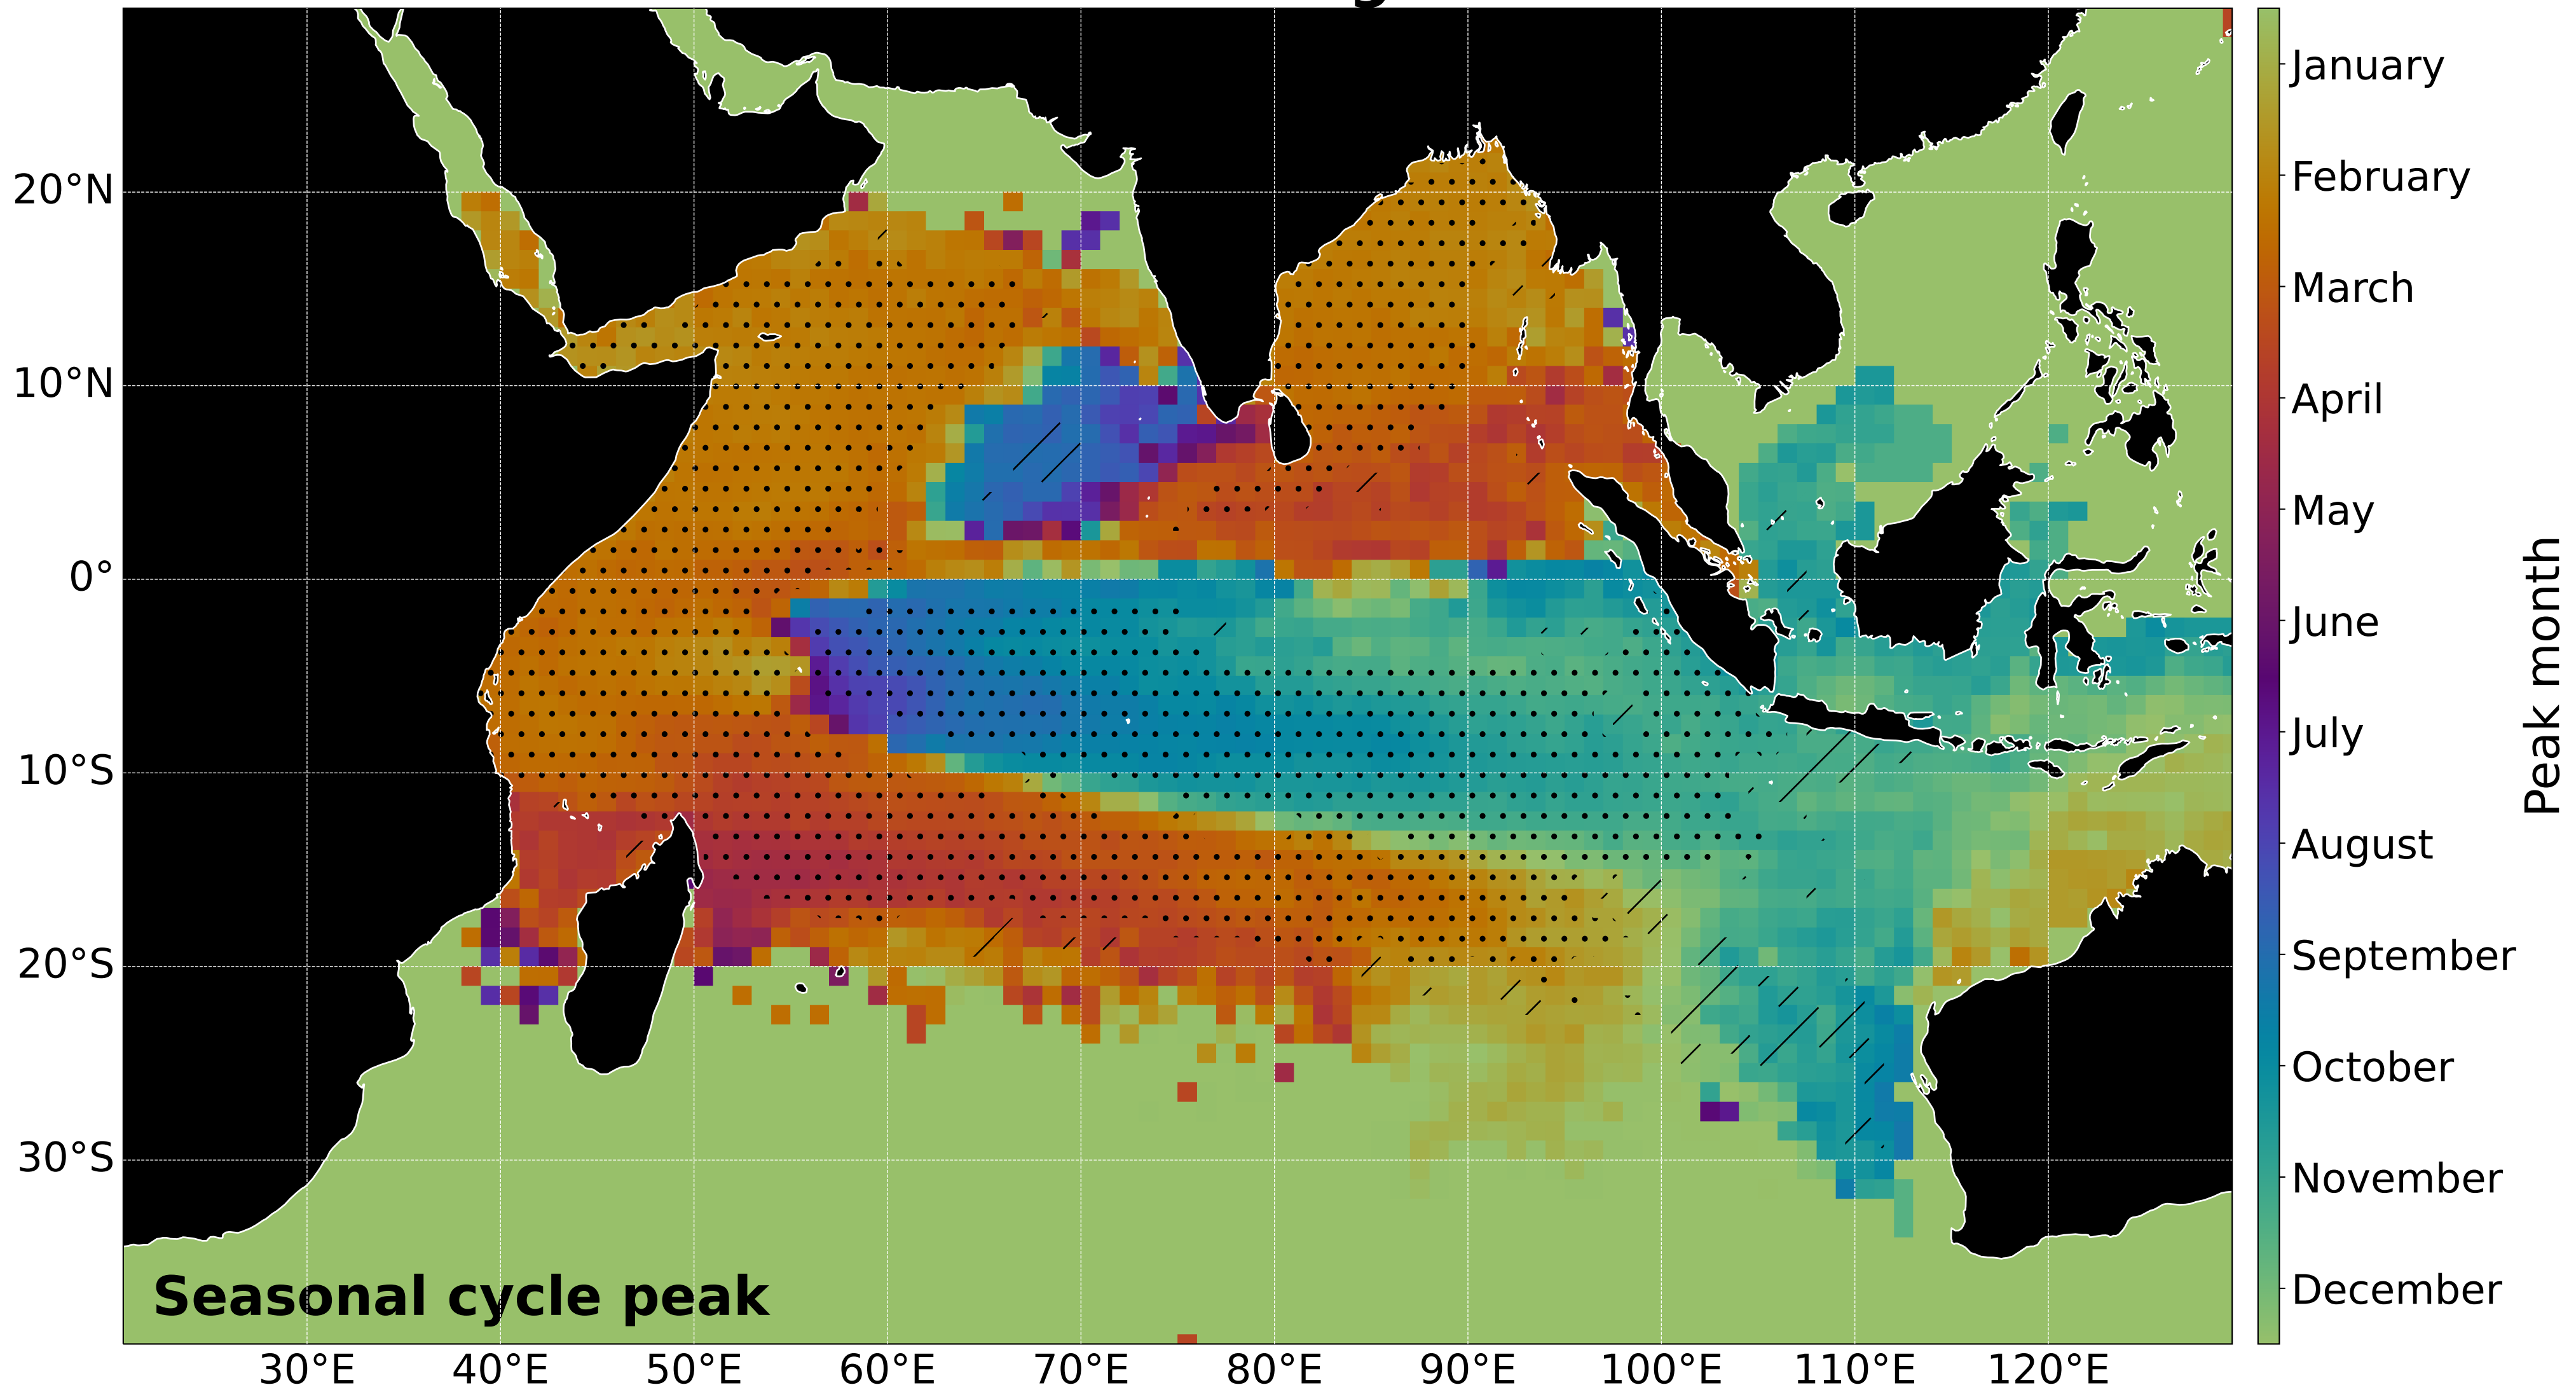 20°N
10°N
0°
10°S
20°S
30°S
30°E 40°E 50°E 60°E 70°E 80°E 90°E 100°E 110°E 120°E
Seasonal cycle peak
January
February
March
April
May
June
July
August
September
October
November
December
Peak month